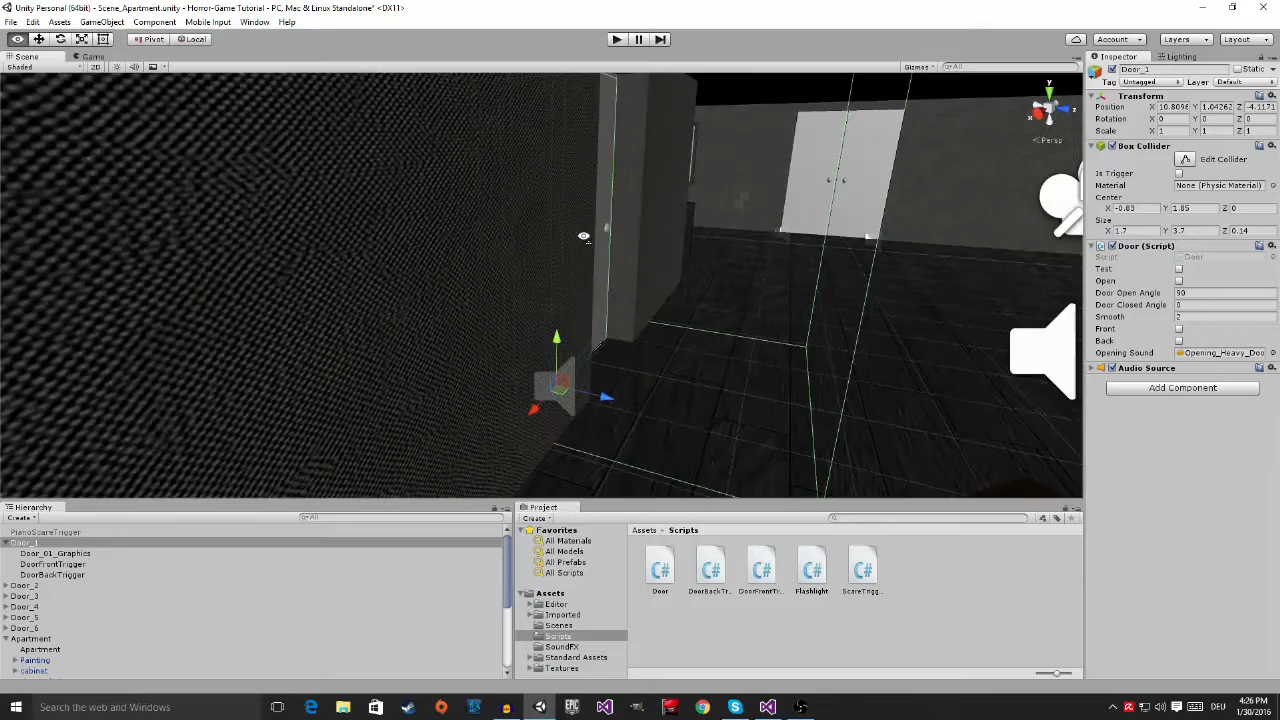 Unity Personal (64bit) - Scene_Apartment.unity - Horror-Game Tutorial - PC, Mac & Linux Standalone* <DX11>
File Edit Assets GameObject Component Mobile Input Window Help
Pivot Local Account Layers Layout
Scene Game
Shaded 2D Gizmos All
y
x z
Persp
Inspector Lighting
Door_1 Static
Tag Untagged Layer Default
Transform
Position X 10.8096 Y 1.04262 Z -4.1171
Rotation X 0 Y 0 Z 0
Scale X 1 Y 1 Z 1
Box Collider
Edit Collider
Is Trigger
Material None (Physic Material)
Center
X -0.83 Y 1.85 Z 0
Size
X 1.7 Y 3.7 Z 0.14
Door (Script)
Script Door
Test
Open
Door Open Angle 90
Door Closed Angle 0
Smooth 2
Front
Back
Opening Sound Opening_Heavy_Doo
Audio Source
Add Component
Hierarchy
Create All
PianoScareTrigger
Door_1
Door_01_Graphics
DoorFrontTrigger
DoorBackTrigger
Door_2
Door_3
Door_4
Door_5
Door_6
Apartment
Apartment
Painting
cabinet
Project
Create
Favorites
All Materials
All Models
All Prefabs
All Scripts
Assets
Editor
Imported
Scenes
Scripts
SoundFX
Standard Assets
Textures
Assets Scripts
C# C# C# C# C#
Door DoorBackTr... DoorFrontTr... Flashlight ScareTrigg...
Search the web and Windows
DEU 4:26 PM
1/30/2016